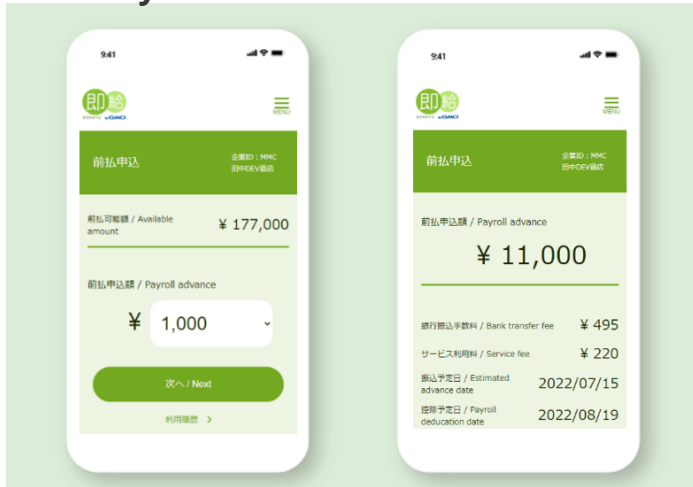 9:41
即給
SOKKYU byGMO
MENU
前払申込
企業ID：MMC
田中DEV商店
前払可能額 / Available
amount
¥ 177,000
前払申込額 / Payroll advance
¥ 1,000
次へ / Next
利用履歴
9:41
即給
SOKKYU byGMO
MENU
前払申込
企業ID：MMC
田中DEV商店
前払申込額 / Payroll advance
¥ 11,000
銀行振込手数料 / Bank transfer fee ¥ 495
サービス利用料 / Service fee ¥ 220
振込予定日 / Estimated
advance date
2022/07/15
控除予定日 / Payroll
deducation date
2022/08/19